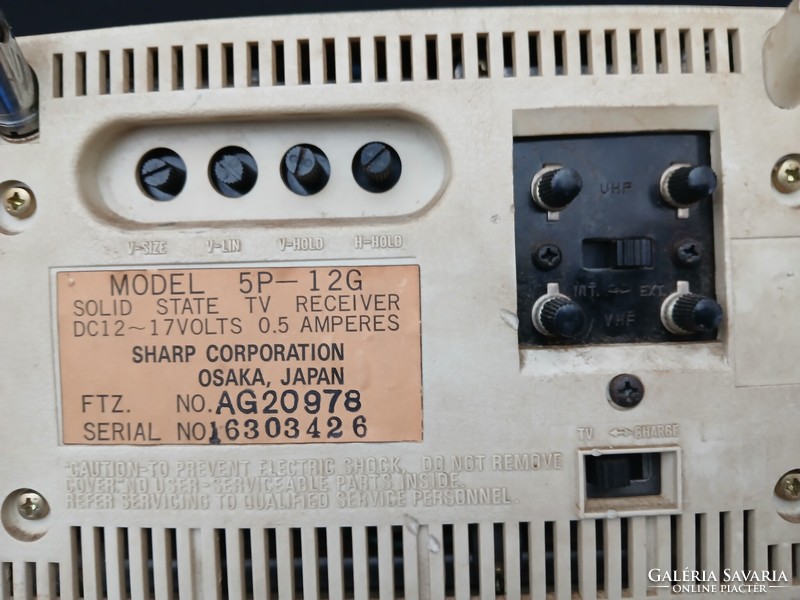 V-SIZE V-LIN V-HOLD H-HOLD
MODEL 5P-12G
SOLID STATE TV RECEIVER
DC12~17VOLTS 0.5 AMPERES
SHARP CORPORATION
OSAKA, JAPAN
FTZ. NO. AG20978
SERIAL NO 16303426
UHF
INT. ↔ EXT.
VHF
TV ↔ CHARGE
CAUTION-TO PREVENT ELECTRIC SHOCK, DO NOT REMOVE
COVER. NO USER-SERVICEABLE PARTS INSIDE.
REFER SERVICING TO QUALIFIED SERVICE PERSONNEL.
GALÉRIA SAVARIA
ONLINE PIACTÉR